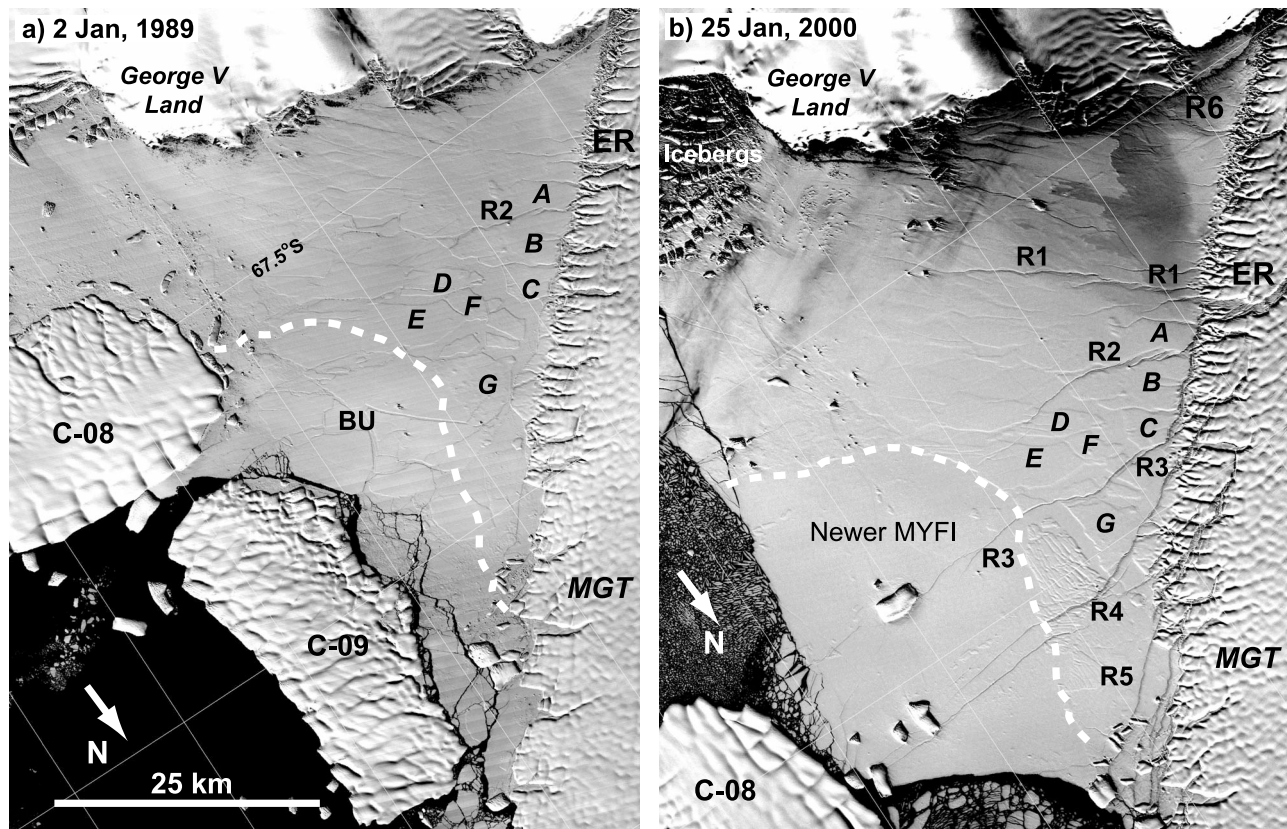 a) 2 Jan, 1989
George V
Land
ER
A
R2
B
67.5°S
C
D
F
E
G
BU
C-08
MGT
C-09
N
25 km
b) 25 Jan, 2000
George V
Land
R6
Icebergs
R1
R1
ER
A
R2
B
D
C
F
E
R3
G
Newer MYFI
R3
R4
N
MGT
R5
C-08